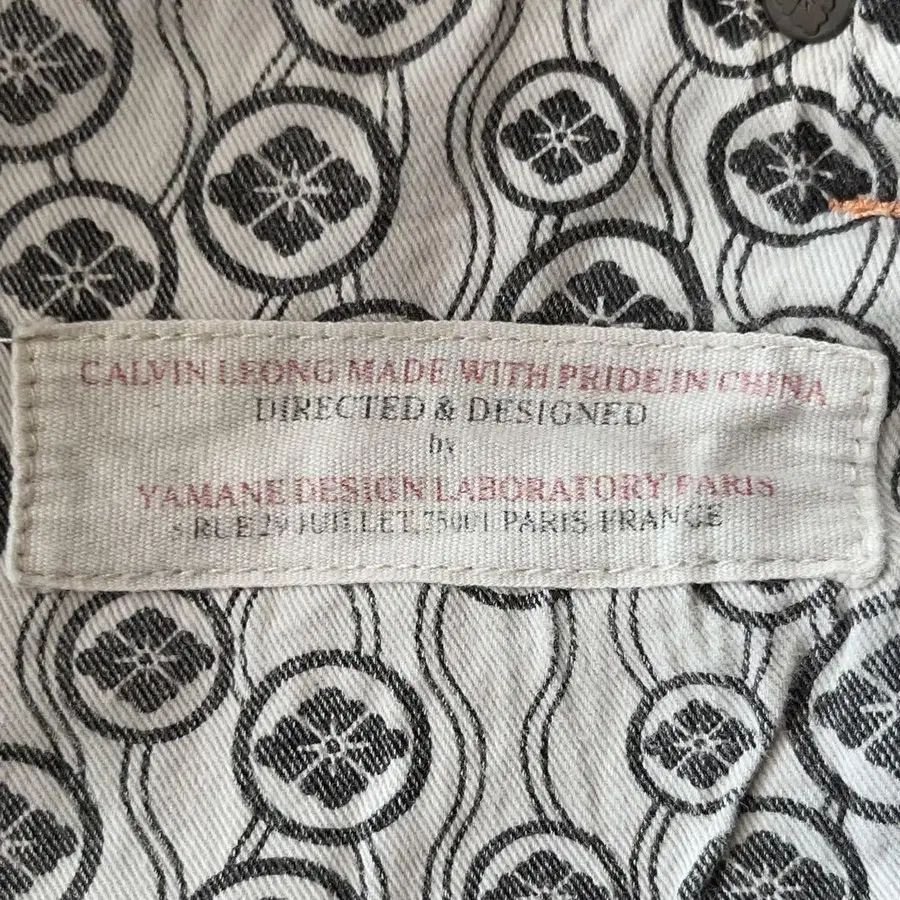 CALVIN LEONG MADE WITH PRIDE IN CHINA
DIRECTED & DESIGNED
by
YAMANE DESIGN LABORATORY PARIS
RUE 29 JUILLET, 75001 PARIS FRANCE